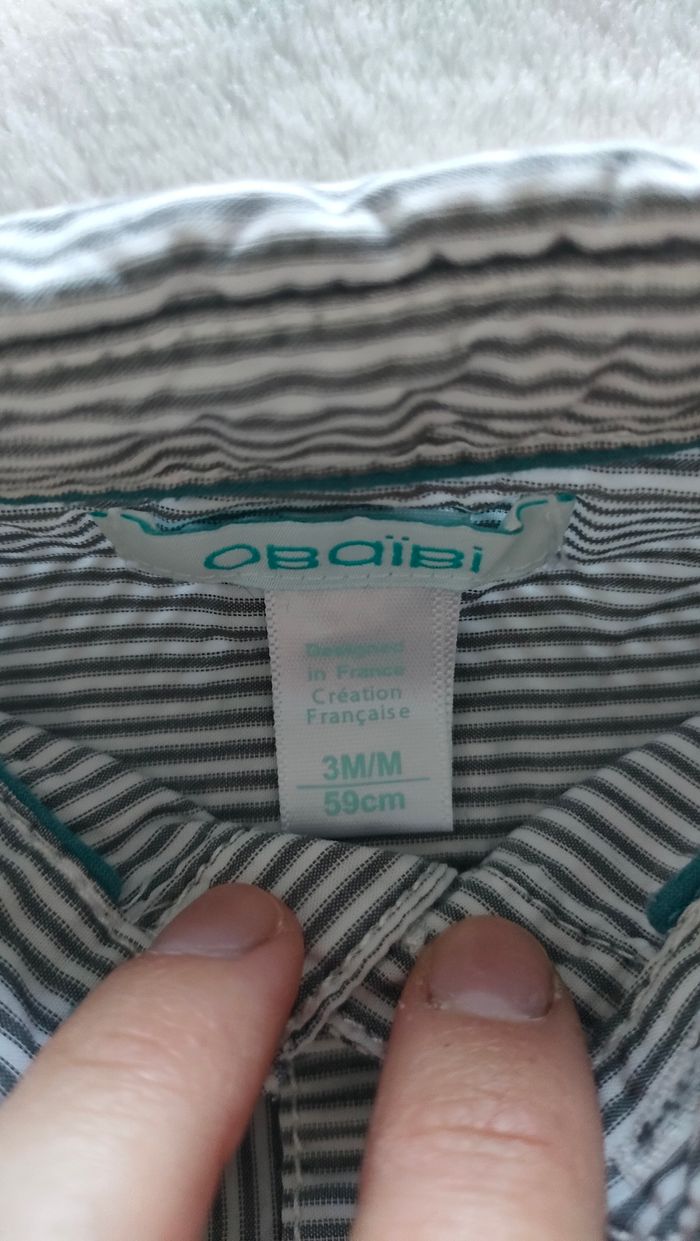 OBaïBi
Designed
in France
Création
Française
3M/M
59cm